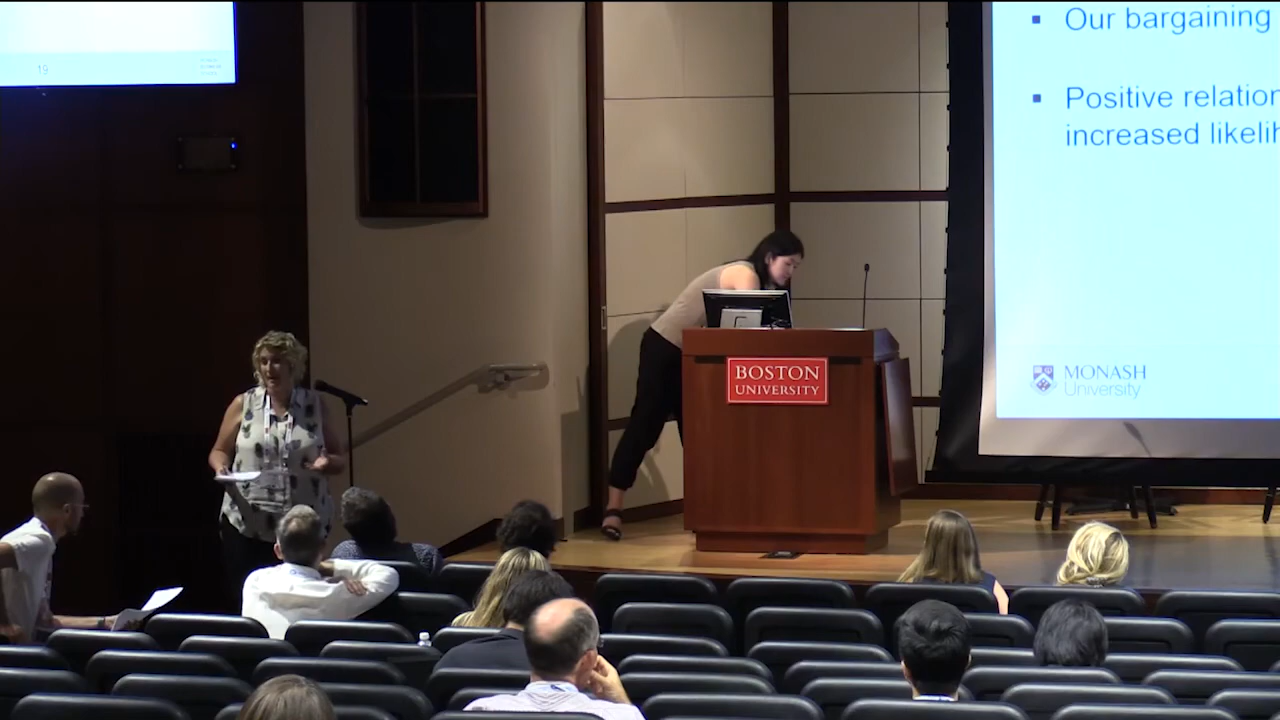 19
▪ Our bargaining
▪ Positive relation
increased likelih
MONASH
University
BOSTON
UNIVERSITY